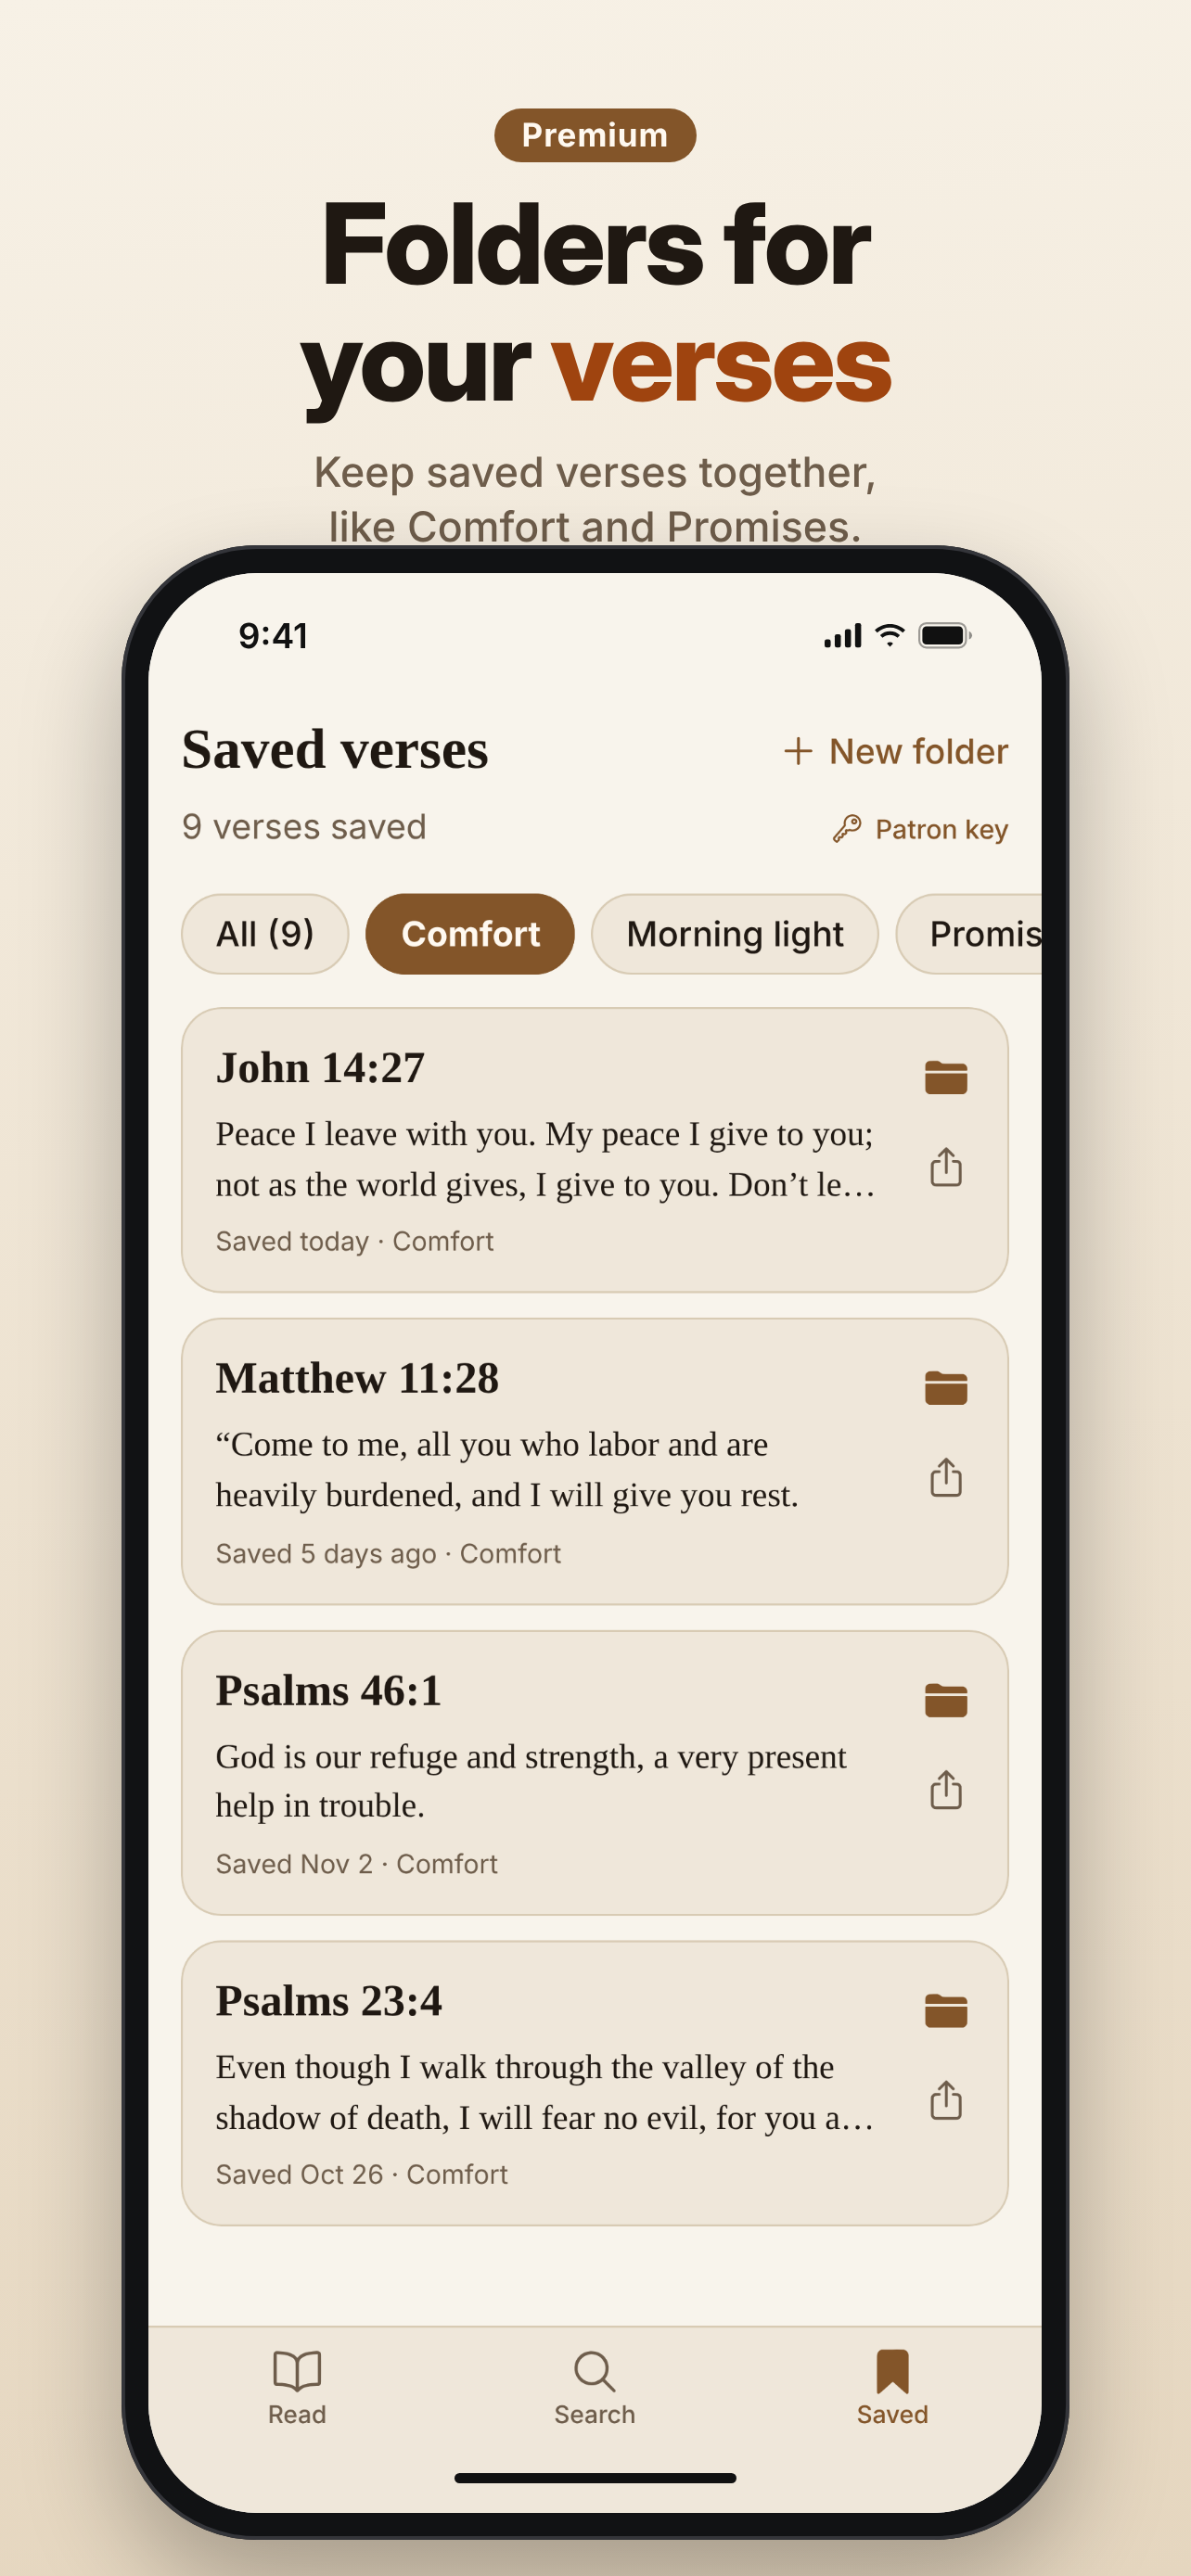 Premium
Folders for
your verses
Keep saved verses together,
like Comfort and Promises.
9:41
Saved verses
New folder
9 verses saved
Patron key
All (9)
Comfort
Morning light
Promis
John 14:27
Peace I leave with you. My peace I give to you;
not as the world gives, I give to you. Don’t le…
Saved today · Comfort
Matthew 11:28
“Come to me, all you who labor and are
heavily burdened, and I will give you rest.
Saved 5 days ago · Comfort
Psalms 46:1
God is our refuge and strength, a very present
help in trouble.
Saved Nov 2 · Comfort
Psalms 23:4
Even though I walk through the valley of the
shadow of death, I will fear no evil, for you a…
Saved Oct 26 · Comfort
Read
Search
Saved